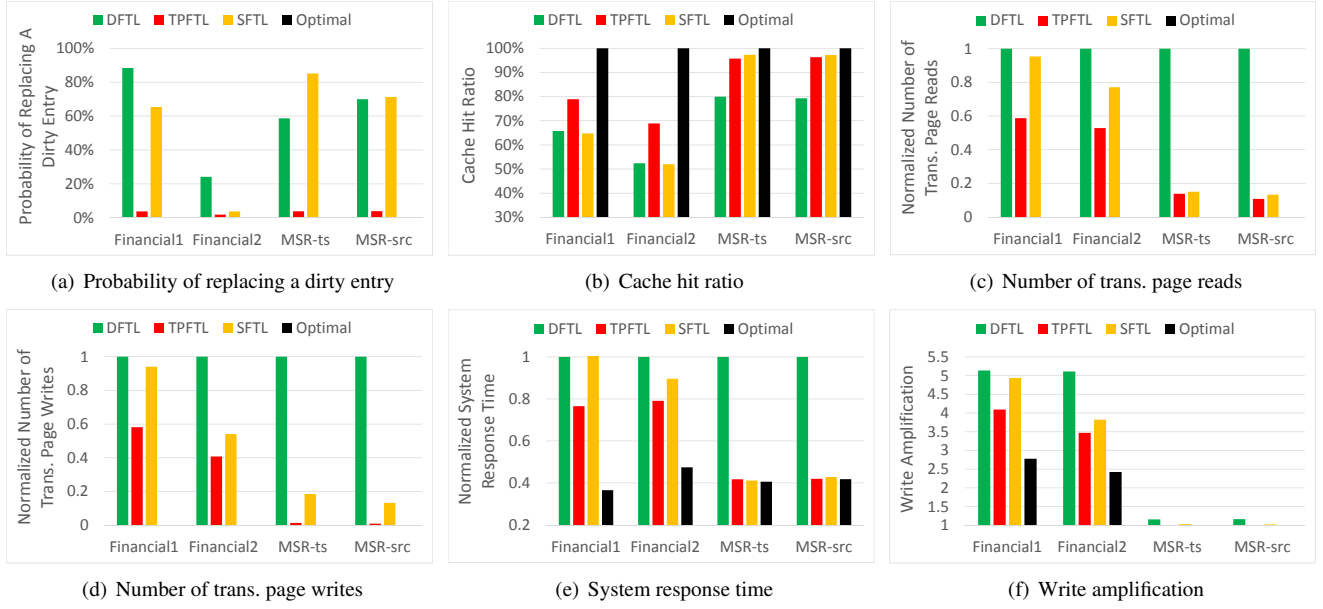 DFTL TPFTL SFTL Optimal
Probability of Replacing A
Dirty Entry
100%
80%
60%
40%
20%
0%
Financial1 Financial2 MSR-ts MSR-src
(a) Probability of replacing a dirty entry
DFTL TPFTL SFTL Optimal
Cache Hit Ratio
100%
90%
80%
70%
60%
50%
40%
30%
Financial1 Financial2 MSR-ts MSR-src
(b) Cache hit ratio
DFTL TPFTL SFTL Optimal
Normalized Number of
Trans. Page Reads
1
0.8
0.6
0.4
0.2
0
Financial1 Financial2 MSR-ts MSR-src
(c) Number of trans. page reads
DFTL TPFTL SFTL Optimal
Normalized Number of
Trans. Page Writes
1
0.8
0.6
0.4
0.2
0
Financial1 Financial2 MSR-ts MSR-src
(d) Number of trans. page writes
DFTL TPFTL SFTL Optimal
Normalized System
Response Time
1
0.8
0.6
0.4
0.2
Financial1 Financial2 MSR-ts MSR-src
(e) System response time
DFTL TPFTL SFTL Optimal
Write Amplification
5.5
5
4.5
4
3.5
3
2.5
2
1.5
1
Financial1 Financial2 MSR-ts MSR-src
(f) Write amplification